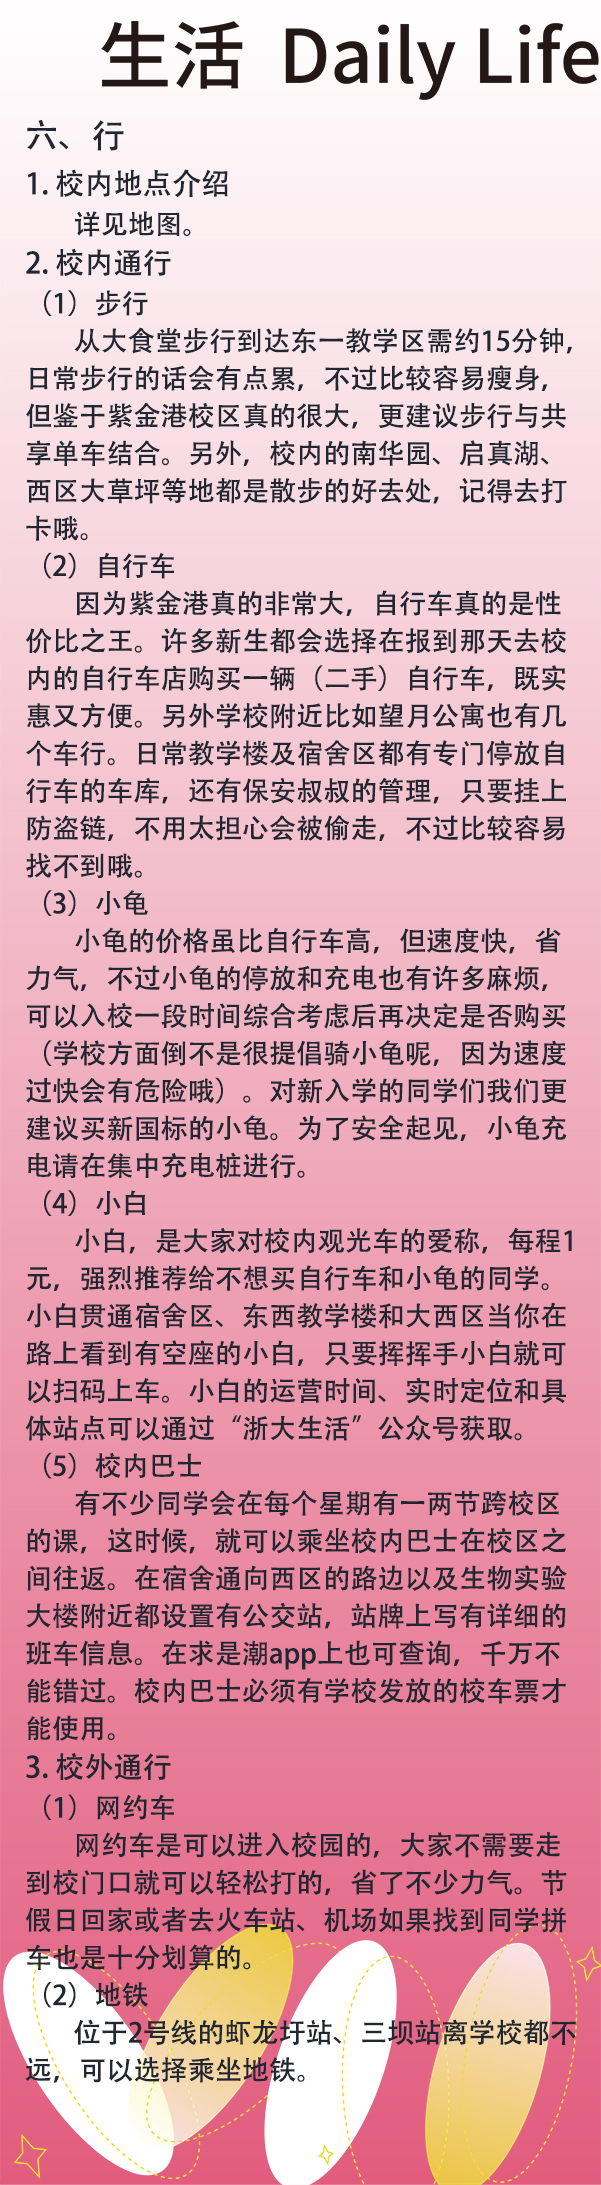 生活 Daily Life
六、行
1. 校内地点介绍
详见地图。
2. 校内通行
（1）步行
从大食堂步行到达东一教学区需约15分钟，
日常步行的话会有点累，不过比较容易瘦身，
但鉴于紫金港校区真的很大，更建议步行与共
享单车结合。另外，校内的南华园、启真湖、
西区大草坪等地都是散步的好去处，记得去打
卡哦。
（2）自行车
因为紫金港真的非常大，自行车真的是性
价比之王。许多新生都会选择在报到那天去校
内的自行车店购买一辆（二手）自行车，既实
惠又方便。另外学校附近比如望月公寓也有几
个车行。日常教学楼及宿舍区都有专门停放自
行车的车库，还有保安叔叔的管理，只要挂上
防盗链，不用太担心会被偷走，不过比较容易
找不到哦。
（3）小龟
小龟的价格虽比自行车高，但速度快，省
力气，不过小龟的停放和充电也有许多麻烦，
可以入校一段时间综合考虑后再决定是否购买
（学校方面倒不是很提倡骑小龟呢，因为速度
过快会有危险哦）。对新入学的同学们我们更
建议买新国标的小龟。为了安全起见，小龟充
电请在集中充电桩进行。
（4）小白
小白，是大家对校内观光车的爱称，每程1
元，强烈推荐给不想买自行车和小龟的同学。
小白贯通宿舍区、东西教学楼和大西区当你在
路上看到有空座的小白，只要挥挥手小白就可
以扫码上车。小白的运营时间、实时定位和具
体站点可以通过“浙大生活”公众号获取。
（5）校内巴士
有不少同学会在每个星期有一两节跨校区
的课，这时候，就可以乘坐校内巴士在校区之
间往返。在宿舍通向西区的路边以及生物实验
大楼附近都设置有公交站，站牌上写有详细的
班车信息。在求是潮app上也可查询，千万不
能错过。校内巴士必须有学校发放的校车票才
能使用。
3. 校外通行
（1）网约车
网约车是可以进入校园的，大家不需要走
到校门口就可以轻松打的，省了不少力气。节
假日回家或者去火车站、机场如果找到同学拼
车也是十分划算的。
（2）地铁
位于2号线的虾龙圩站、三坝站离学校都不
远，可以选择乘坐地铁。